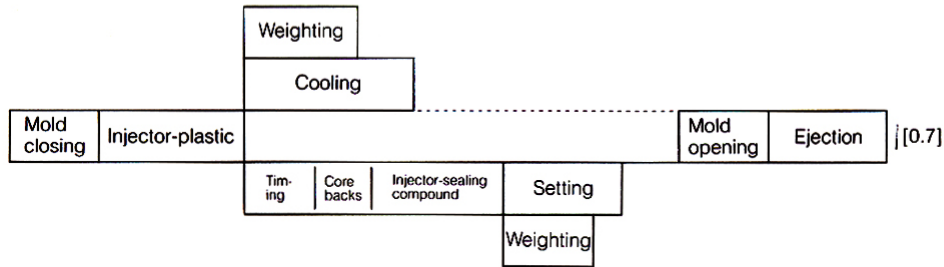 Weighting
Cooling
Mold
closing
Injector-plastic
Mold
opening
Ejection
j [0.7]
Tim-
ing
Core
backs
Injector-sealing
compound
Setting
Weighting